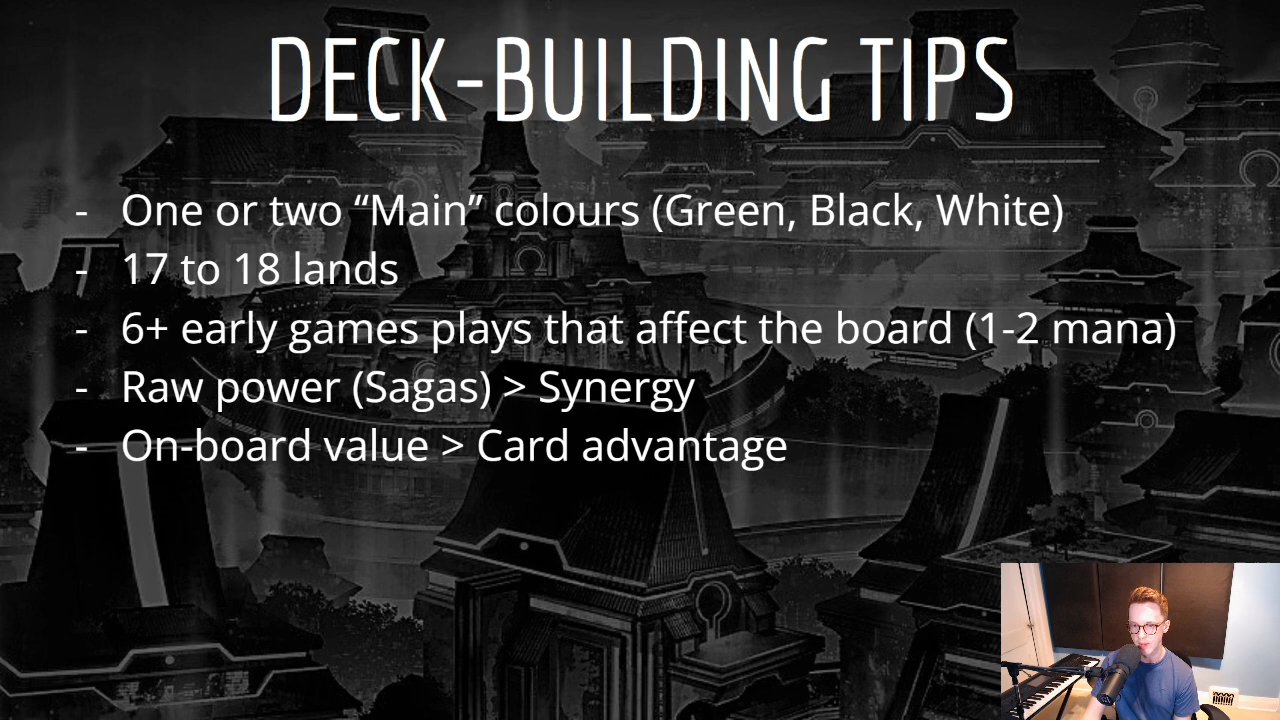 DECK-BUILDING TIPS
- One or two “Main” colours (Green, Black, White)
- 17 to 18 lands
- 6+ early games plays that affect the board (1-2 mana)
- Raw power (Sagas) > Synergy
- On-board value > Card advantage